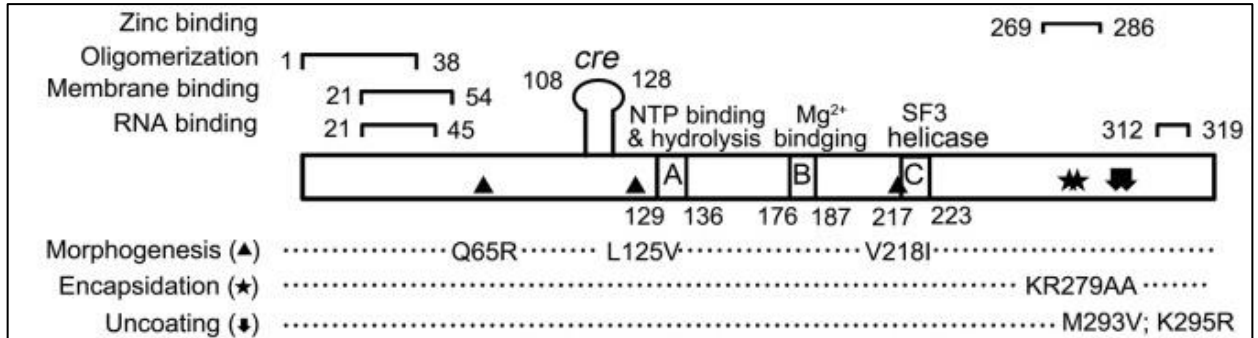 Zinc binding 269 286
Oligomerization 1 38 cre
108 128
Membrane binding 21 54
RNA binding 21 45 NTP binding & hydrolysis Mg²⁺ bindging SF3 helicase 312 319
A B C
129 136 176 187 217 223
Morphogenesis (▲) Q65R L125V V218I
Encapsidation (★) KR279AA
Uncoating (🡇) M293V; K295R